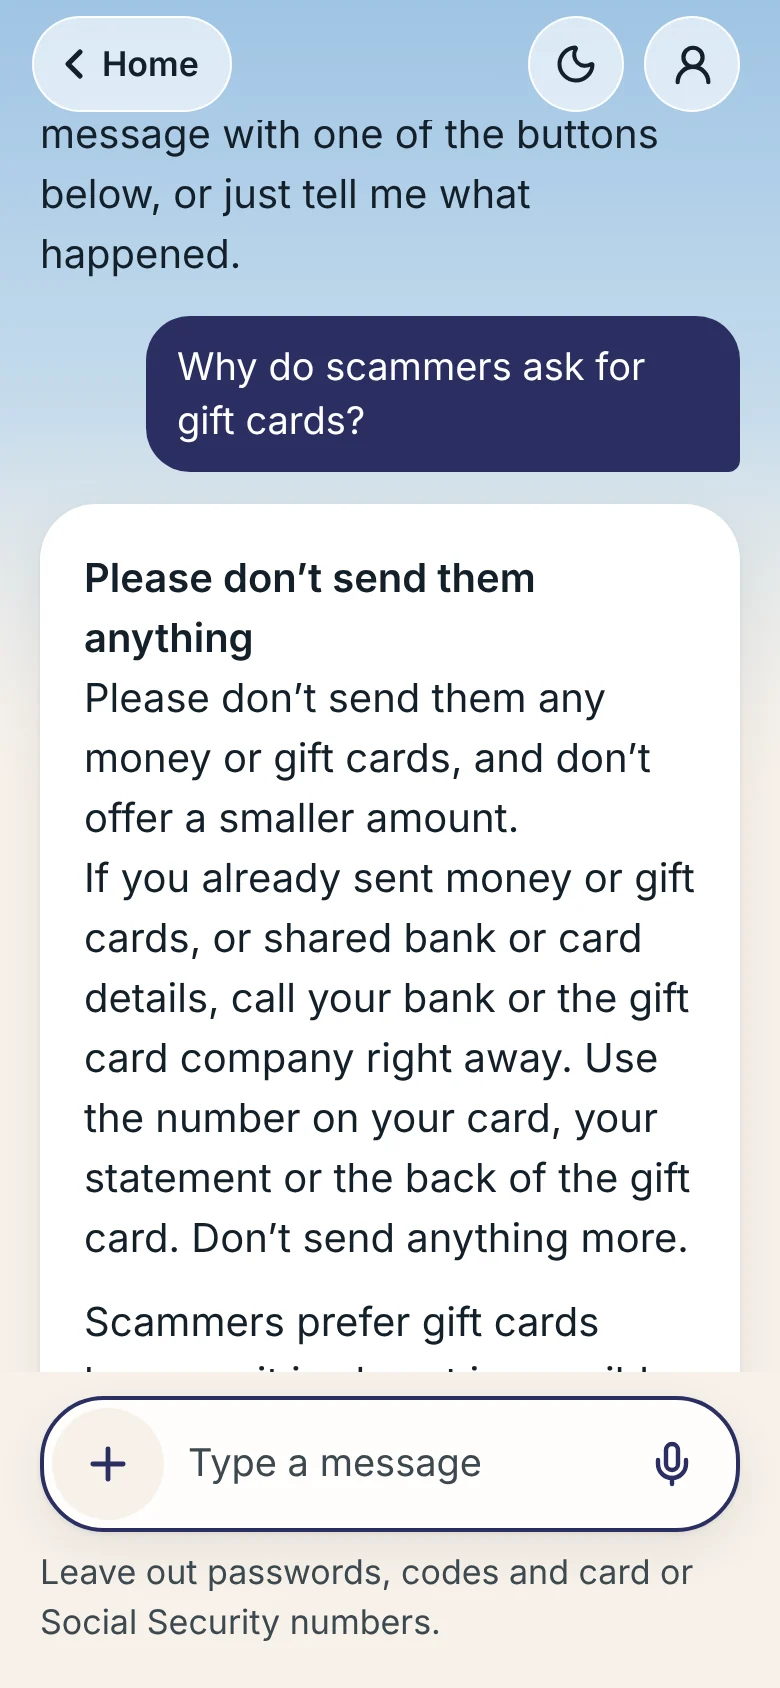 Home
message with one of the buttons
below, or just tell me what
happened.
Why do scammers ask for
gift cards?
Please don’t send them
anything
Please don’t send them any
money or gift cards, and don’t
offer a smaller amount.
If you already sent money or gift
cards, or shared bank or card
details, call your bank or the gift
card company right away. Use
the number on your card, your
statement or the back of the gift
card. Don’t send anything more.
Scammers prefer gift cards
Type a message
Leave out passwords, codes and card or
Social Security numbers.